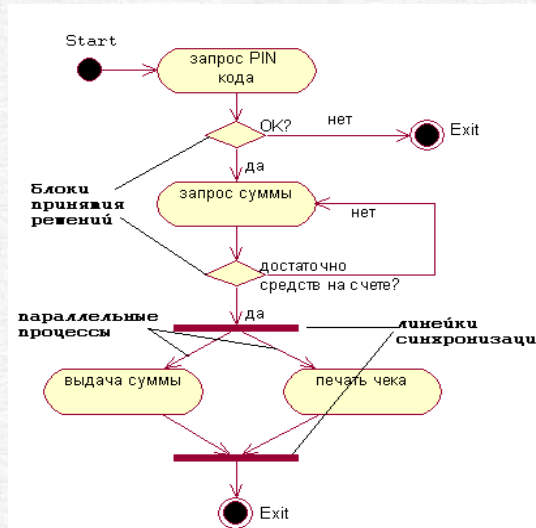 Start
запрос PIN
кода
OK?
нет
Exit
да
Блоки
принятия
решений
запрос суммы
нет
достаточно
средств на счете?
да
параллельные
процессы
линейки
синхронизаци
выдача суммы
печать чека
Exit